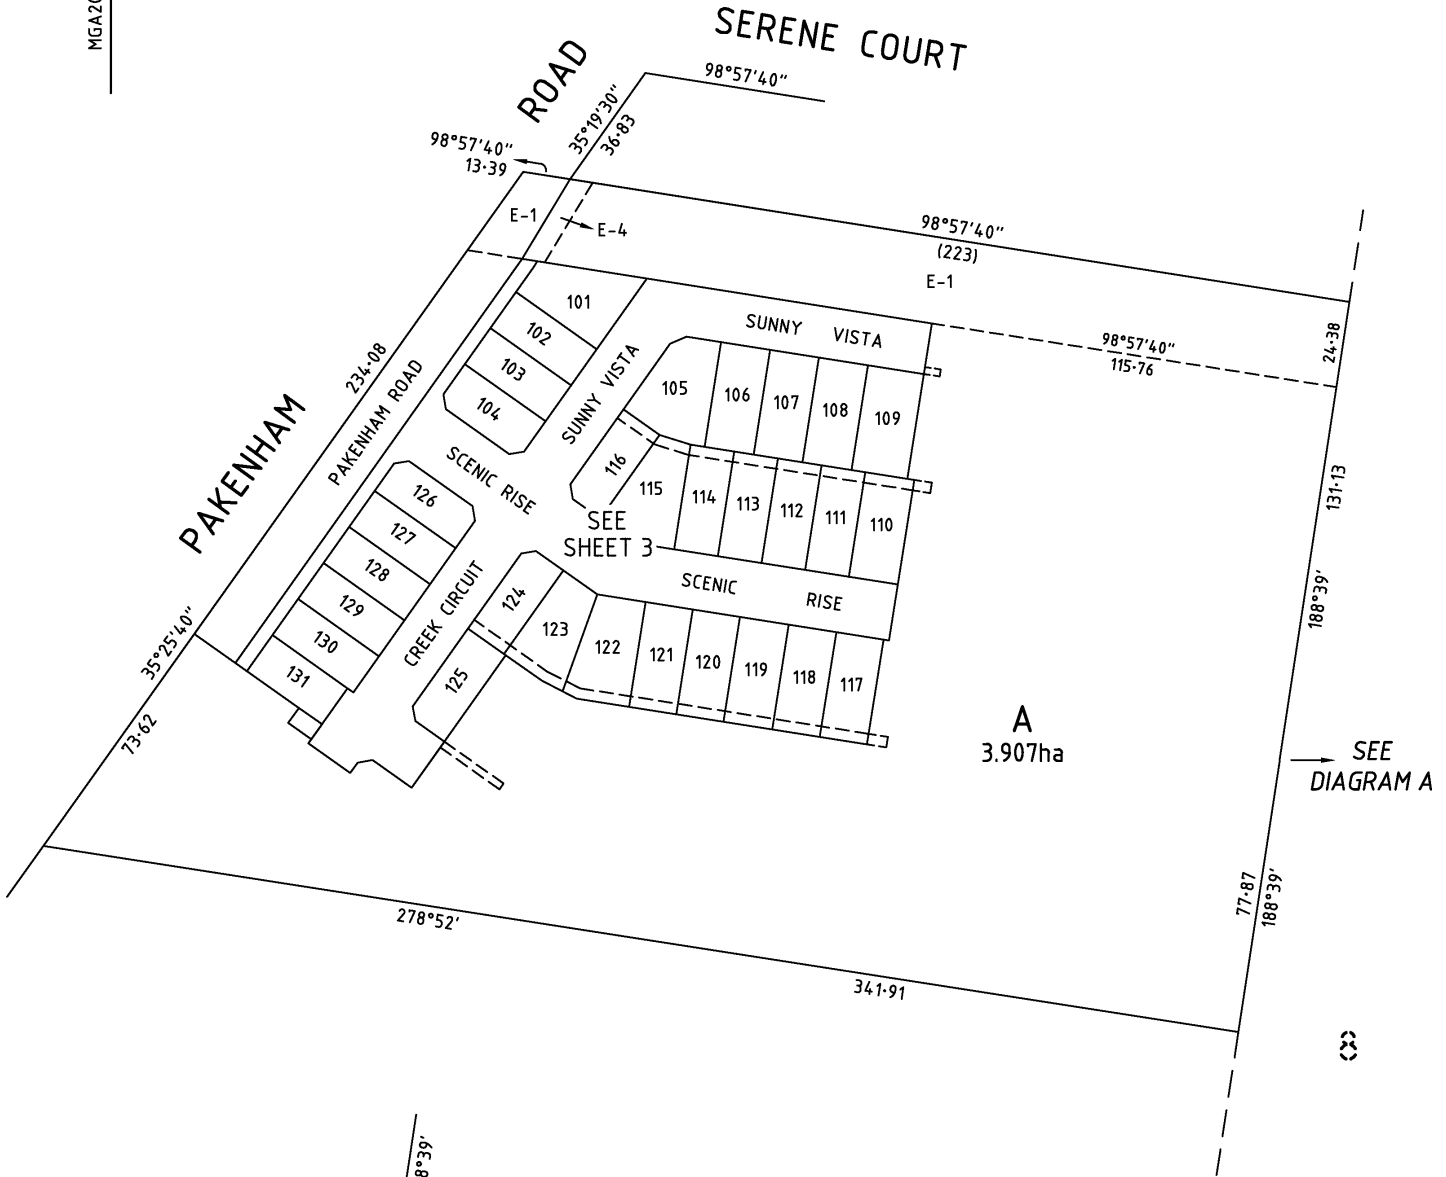 MGA20
SERENE COURT
ROAD
98°57'40"
35°19'30"
36·83
98°57'40"
13·39
E-1
E-4
98°57'40"
(223)
E-1
24·38
98°57'40"
115·76
234·08
PAKENHAM ROAD
PAKENHAM
101
102
103
104
SUNNY VISTA
SUNNY VISTA
105
106
107
108
109
116
115
114
113
112
111
110
SCENIC RISE
SEE
SHEET 3
131·13
188°39'
126
127
128
129
130
131
CREEK CIRCUIT
SCENIC RISE
124
123
122
121
120
119
118
117
125
35°25'40"
73·62
A
3.907ha
SEE
DIAGRAM A
77·87
188°39'
278°52'
341·91
8°39'